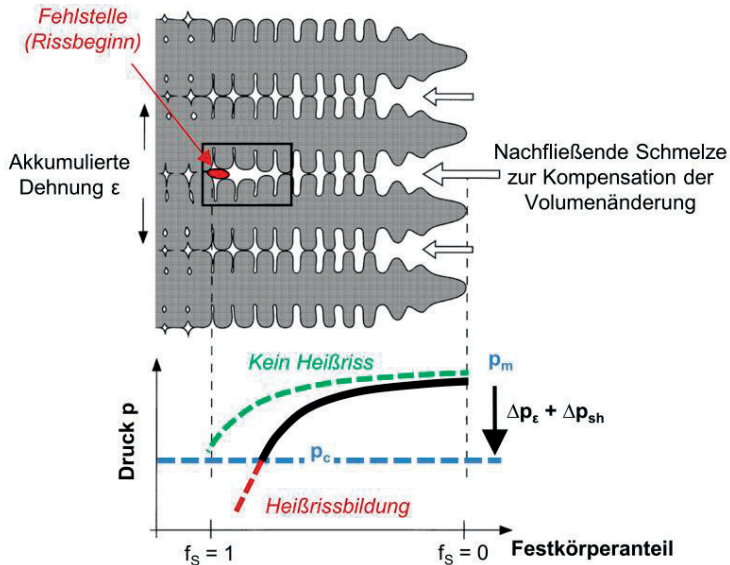 Fehlstelle
(Rissbeginn)
Akkumulierte
Dehnung ε
Nachfließende Schmelze
zur Kompensation der
Volumenänderung
Kein Heißriss
pm
Δpε + Δpsh
Druck p
pc
Heißrissbildung
fS = 1
fS = 0
Festkörperanteil